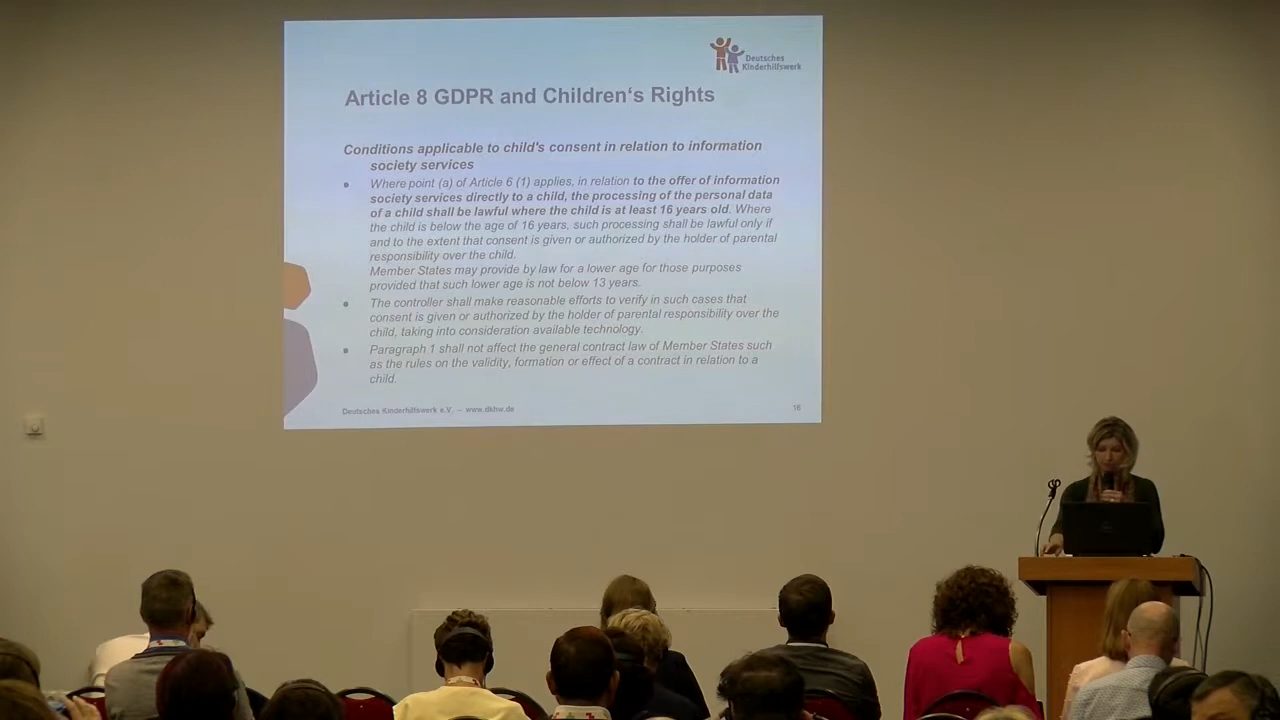 Deutsches
Kinderhilfswerk
Article 8 GDPR and Children‘s Rights
Conditions applicable to child's consent in relation to information
society services
• Where point (a) of Article 6 (1) applies, in relation to the offer of information
society services directly to a child, the processing of the personal data
of a child shall be lawful where the child is at least 16 years old. Where
the child is below the age of 16 years, such processing shall be lawful only if
and to the extent that consent is given or authorized by the holder of parental
responsibility over the child.
Member States may provide by law for a lower age for those purposes
provided that such lower age is not below 13 years.
• The controller shall make reasonable efforts to verify in such cases that
consent is given or authorized by the holder of parental responsibility over the
child, taking into consideration available technology.
• Paragraph 1 shall not affect the general contract law of Member States such
as the rules on the validity, formation or effect of a contract in relation to a
child.
Deutsches Kinderhilfswerk e.V. – www.dkhw.de
16